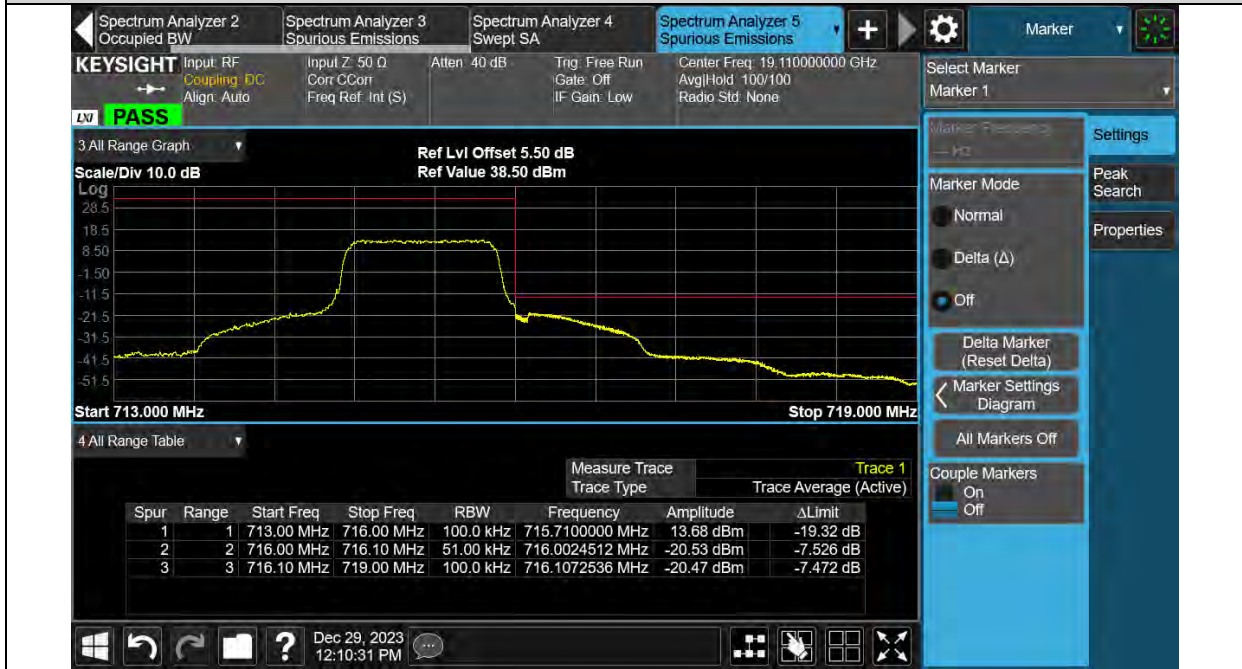 Spectrum Analyzer 2
Occupied BW
Spectrum Analyzer 3
Spurious Emissions
Spectrum Analyzer 4
Swept SA
Spectrum Analyzer 5
Spurious Emissions
+
Marker
KEYSIGHT
Input: RF
Coupling: DC
Align: Auto
Input Z: 50 Ω
Corr CCorr
Freq Ref: Int (S)
Atten: 40 dB
Trig: Free Run
Gate: Off
IF Gain: Low
Center Freq: 19.110000000 GHz
Avg|Hold: 100/100
Radio Std: None
LXI PASS
Select Marker
Marker 1
3 All Range Graph
Ref Lvl Offset 5.50 dB
Scale/Div 10.0 dB
Ref Value 38.50 dBm
Log
28.5
18.5
8.50
-1.50
-11.5
-21.5
-31.5
-41.5
-51.5
Start 713.000 MHz
Stop 719.000 MHz
Marker Frequency
--- Hz
Settings
Marker Mode
Peak Search
Normal
Properties
Delta (Δ)
Off
Delta Marker
(Reset Delta)
Marker Settings
Diagram
All Markers Off
Couple Markers
On
Off
4 All Range Table
Measure Trace Trace 1
Trace Type Trace Average (Active)
Spur Range Start Freq Stop Freq RBW Frequency Amplitude ΔLimit
1 1 713.00 MHz 716.00 MHz 100.0 kHz 715.7100000 MHz 13.68 dBm -19.32 dB
2 2 716.00 MHz 716.10 MHz 51.00 kHz 716.0024512 MHz -20.53 dBm -7.526 dB
3 3 716.10 MHz 719.00 MHz 100.0 kHz 716.1072536 MHz -20.47 dBm -7.472 dB
?
Dec 29, 2023
12:10:31 PM